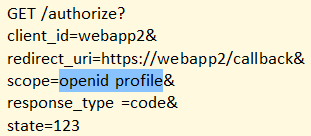 GET /authorize?
client_id=webapp2&
redirect_uri=https://webapp2/callback&
scope=openid profile&
response_type =code&
state=123